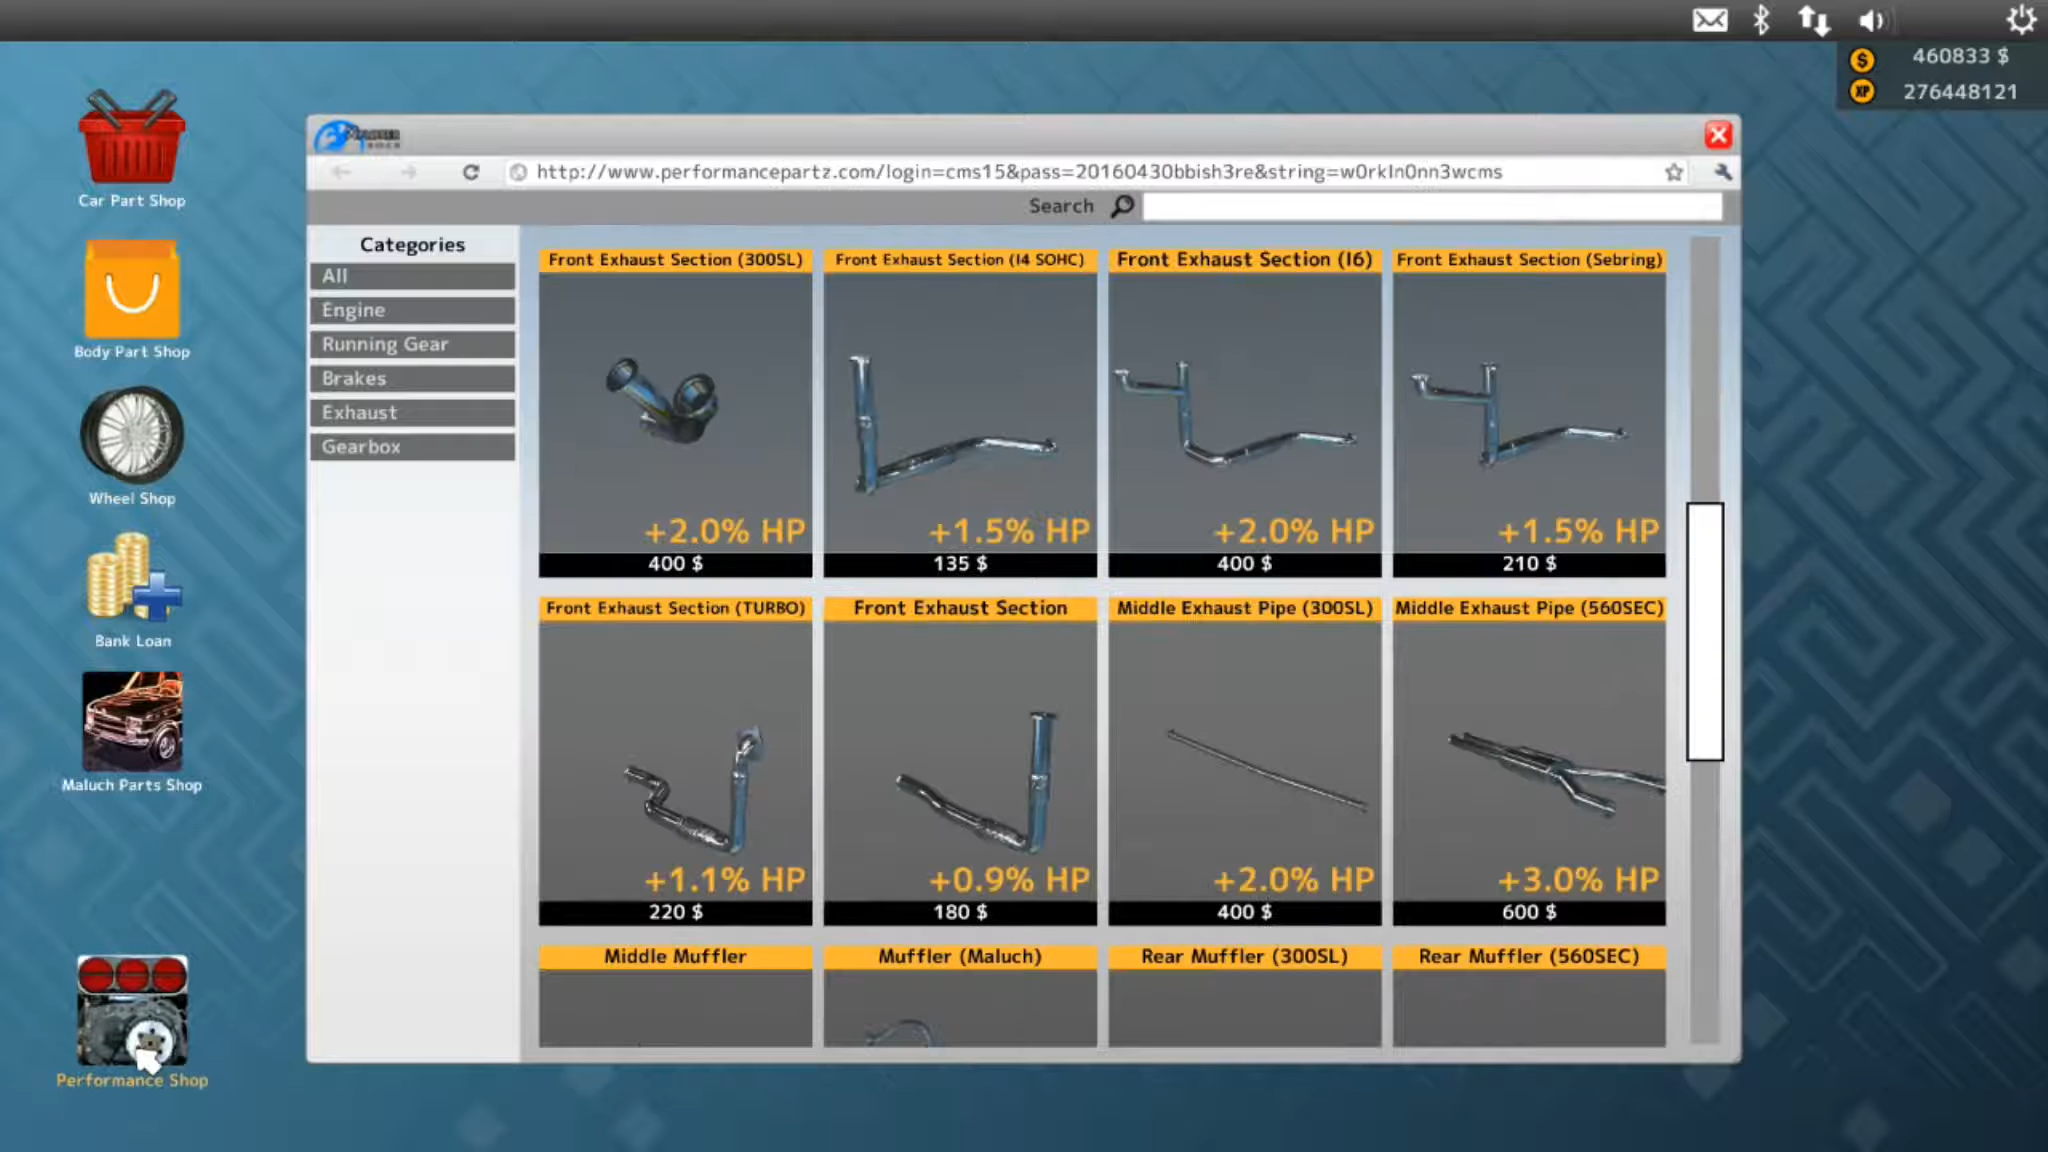 460833 $
276448121
Car Part Shop
Body Part Shop
Wheel Shop
Bank Loan
Maluch Parts Shop
Performance Shop
http://www.performancepartz.com/login=cms15&pass=20160430bbish3re&string=w0rkIn0nn3wcms
Search
Categories
All
Engine
Running Gear
Brakes
Exhaust
Gearbox
Front Exhaust Section (300SL)
+2.0% HP
400 $
Front Exhaust Section (I4 SOHC)
+1.5% HP
135 $
Front Exhaust Section (I6)
+2.0% HP
400 $
Front Exhaust Section (Sebring)
+1.5% HP
210 $
Front Exhaust Section (TURBO)
+1.1% HP
220 $
Front Exhaust Section
+0.9% HP
180 $
Middle Exhaust Pipe (300SL)
+2.0% HP
400 $
Middle Exhaust Pipe (560SEC)
+3.0% HP
600 $
Middle Muffler
Muffler (Maluch)
Rear Muffler (300SL)
Rear Muffler (560SEC)